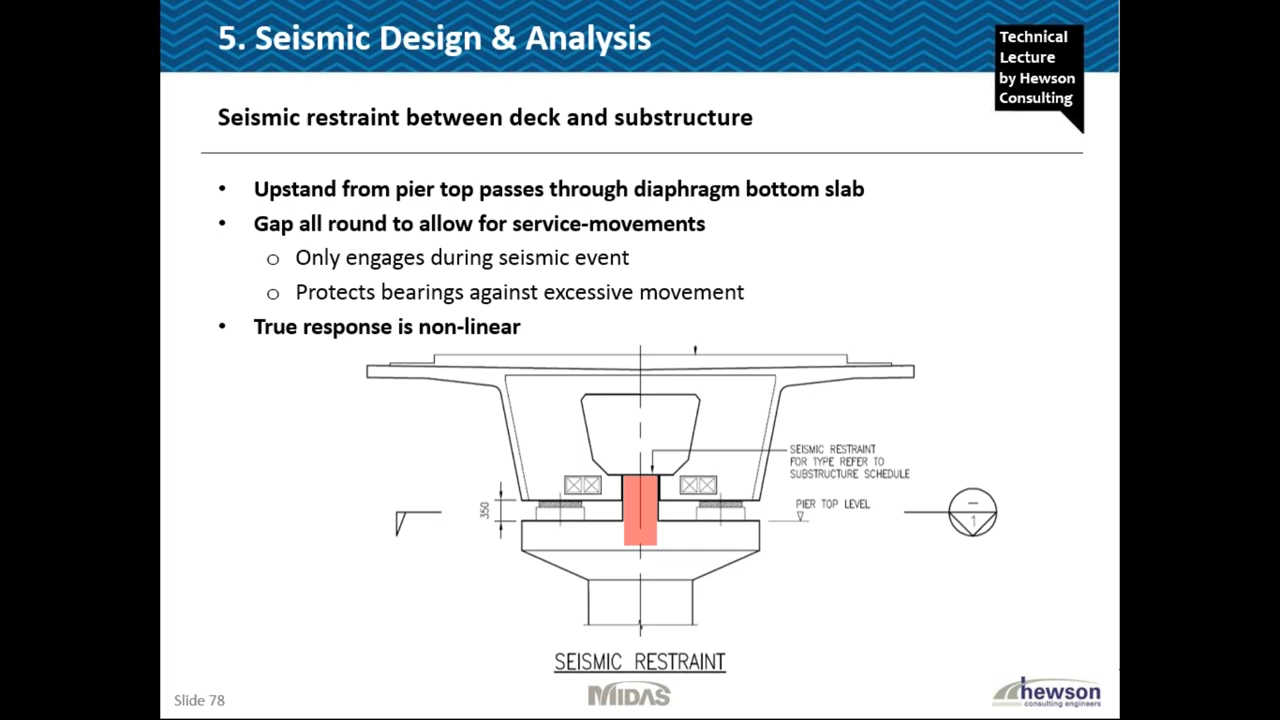 5. Seismic Design & Analysis
Technical
Lecture
by Hewson
Consulting
Seismic restraint between deck and substructure
• Upstand from pier top passes through diaphragm bottom slab
• Gap all round to allow for service-movements
o Only engages during seismic event
o Protects bearings against excessive movement
• True response is non-linear
SEISMIC RESTRAINT
FOR TYPE REFER TO
SUBSTRUCTURE SCHEDULE
350
PIER TOP LEVEL
–
1
SEISMIC RESTRAINT
Slide 78
MIDAS
hewson
consulting engineers